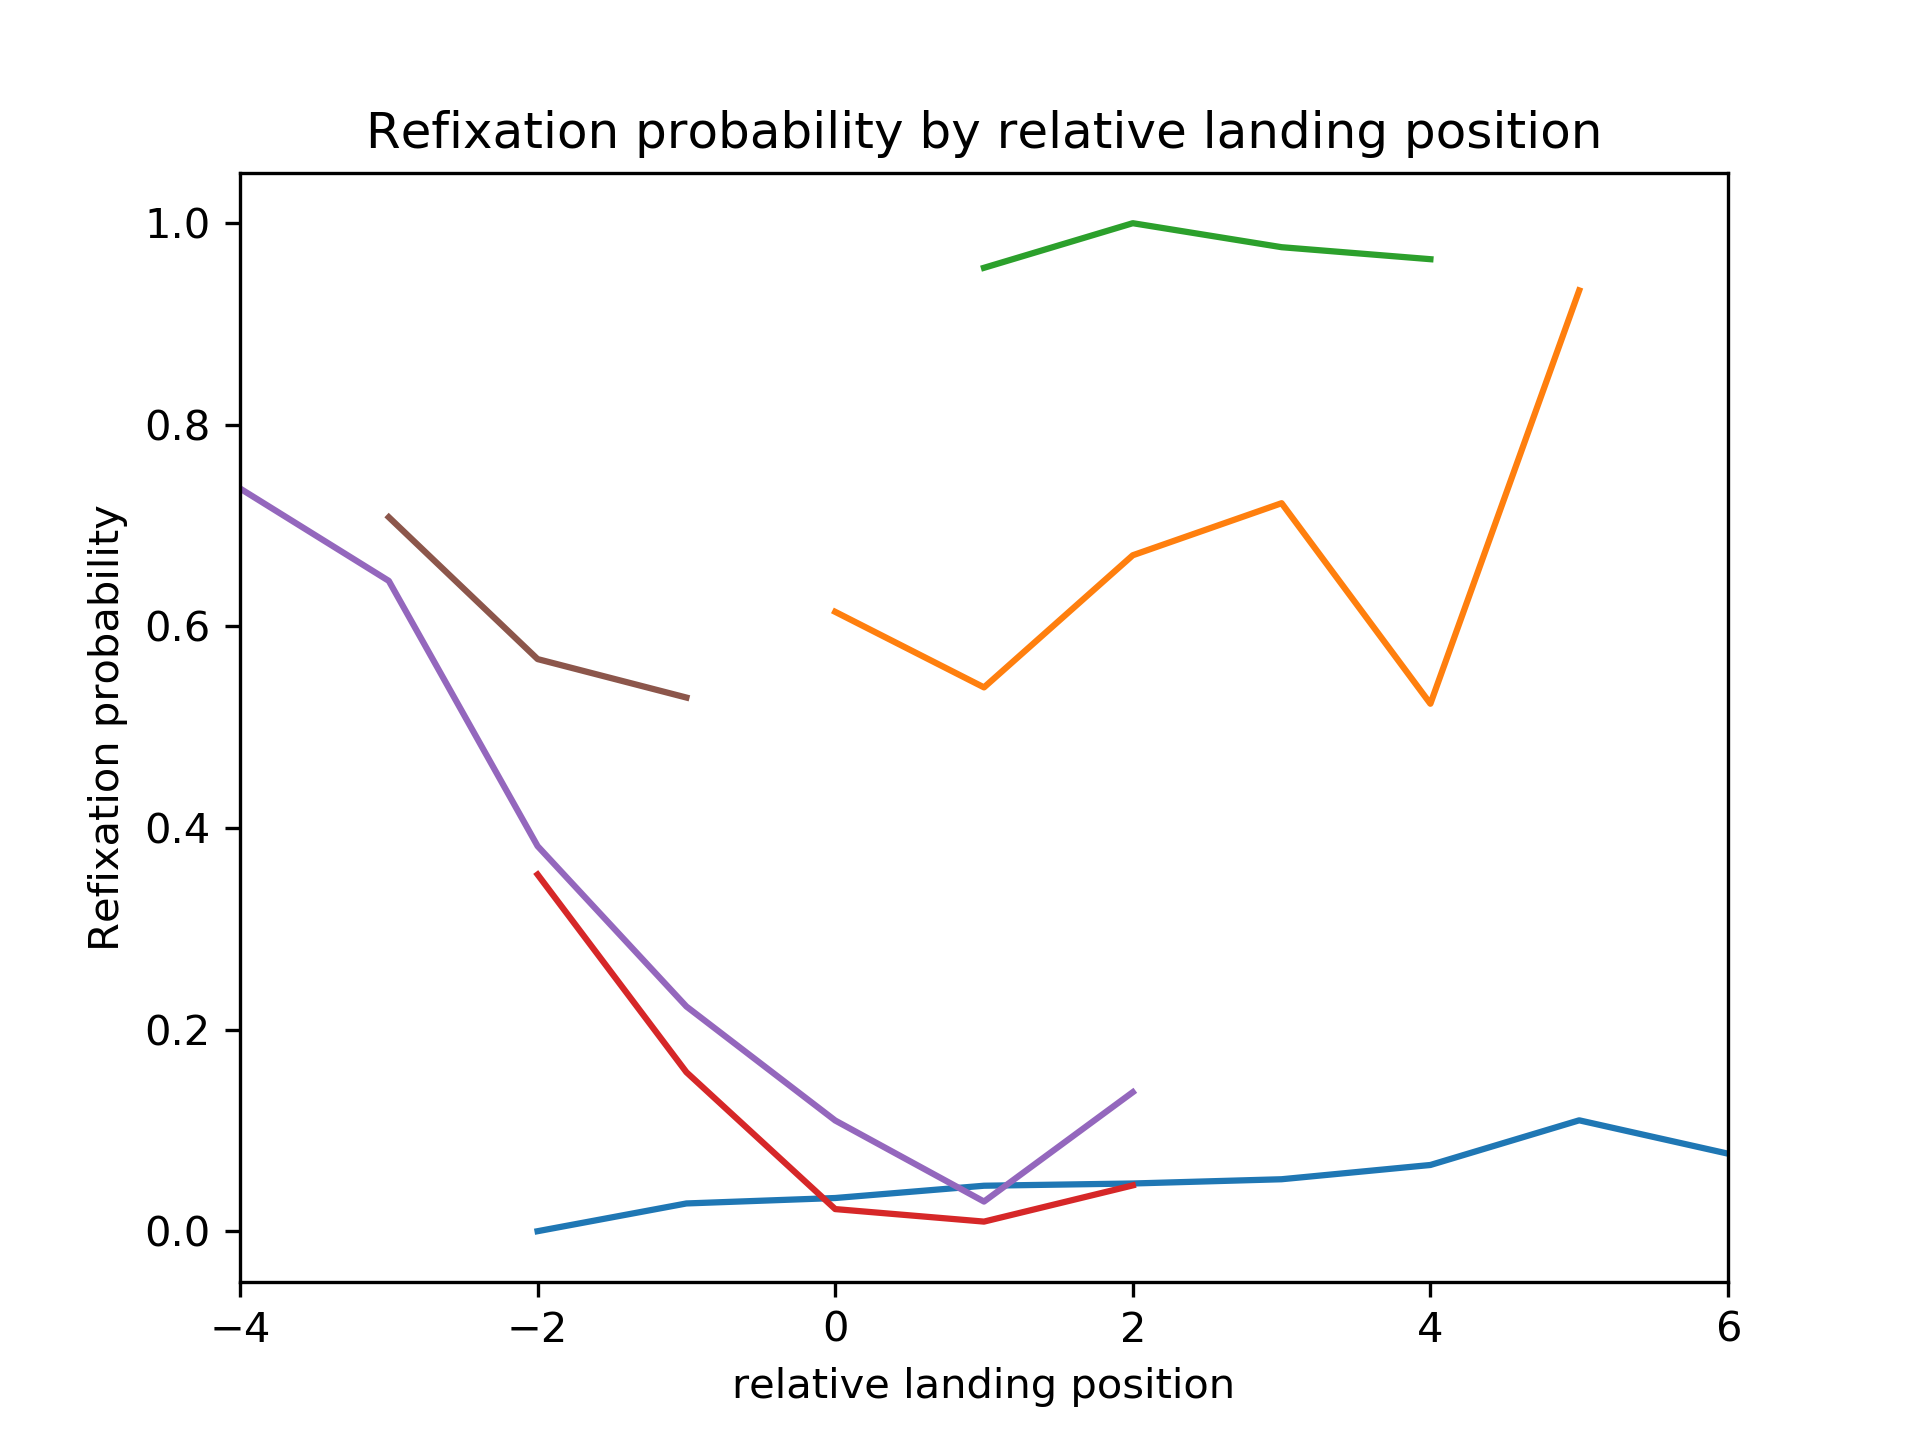 Refixation probability by relative landing position
Refixation probability
1.0
0.8
0.6
0.4
0.2
0.0
−4 −2 0 2 4 6
relative landing position